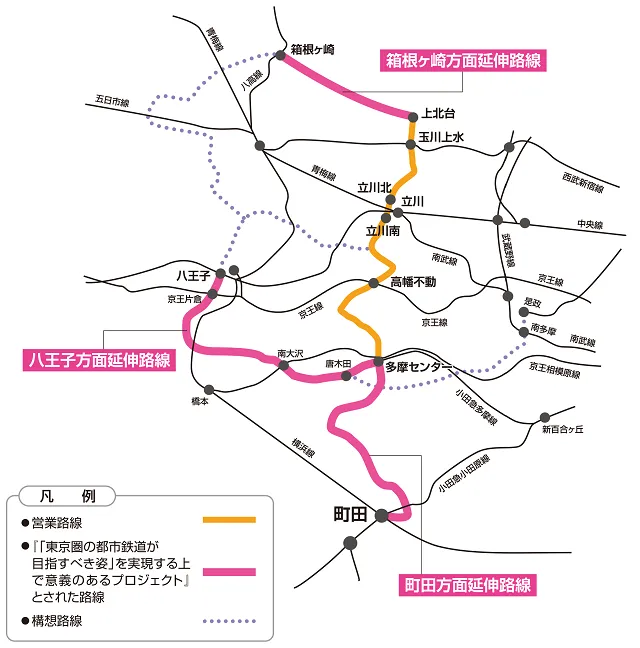 青梅線
箱根ヶ崎
箱根ヶ崎方面延伸路線
八高線
五日市線
上北台
玉川上水
青梅線
西武新宿線
立川北
立川
中央線
立川南
武蔵野線
南武線
八王子
高幡不動
京王線
京王片倉
京王線
是政
京王線
南多摩
南武線
八王子方面延伸路線
南大沢
唐木田
多摩センター
京王相模原線
橋本
小田急多摩線
新百合ヶ丘
横浜線
小田急小田原線
町田
町田方面延伸路線
凡 例
●営業路線
●『「東京圏の都市鉄道が
目指すべき姿」を実現する上
で意義のあるプロジェクト』
とされた路線
●構想路線